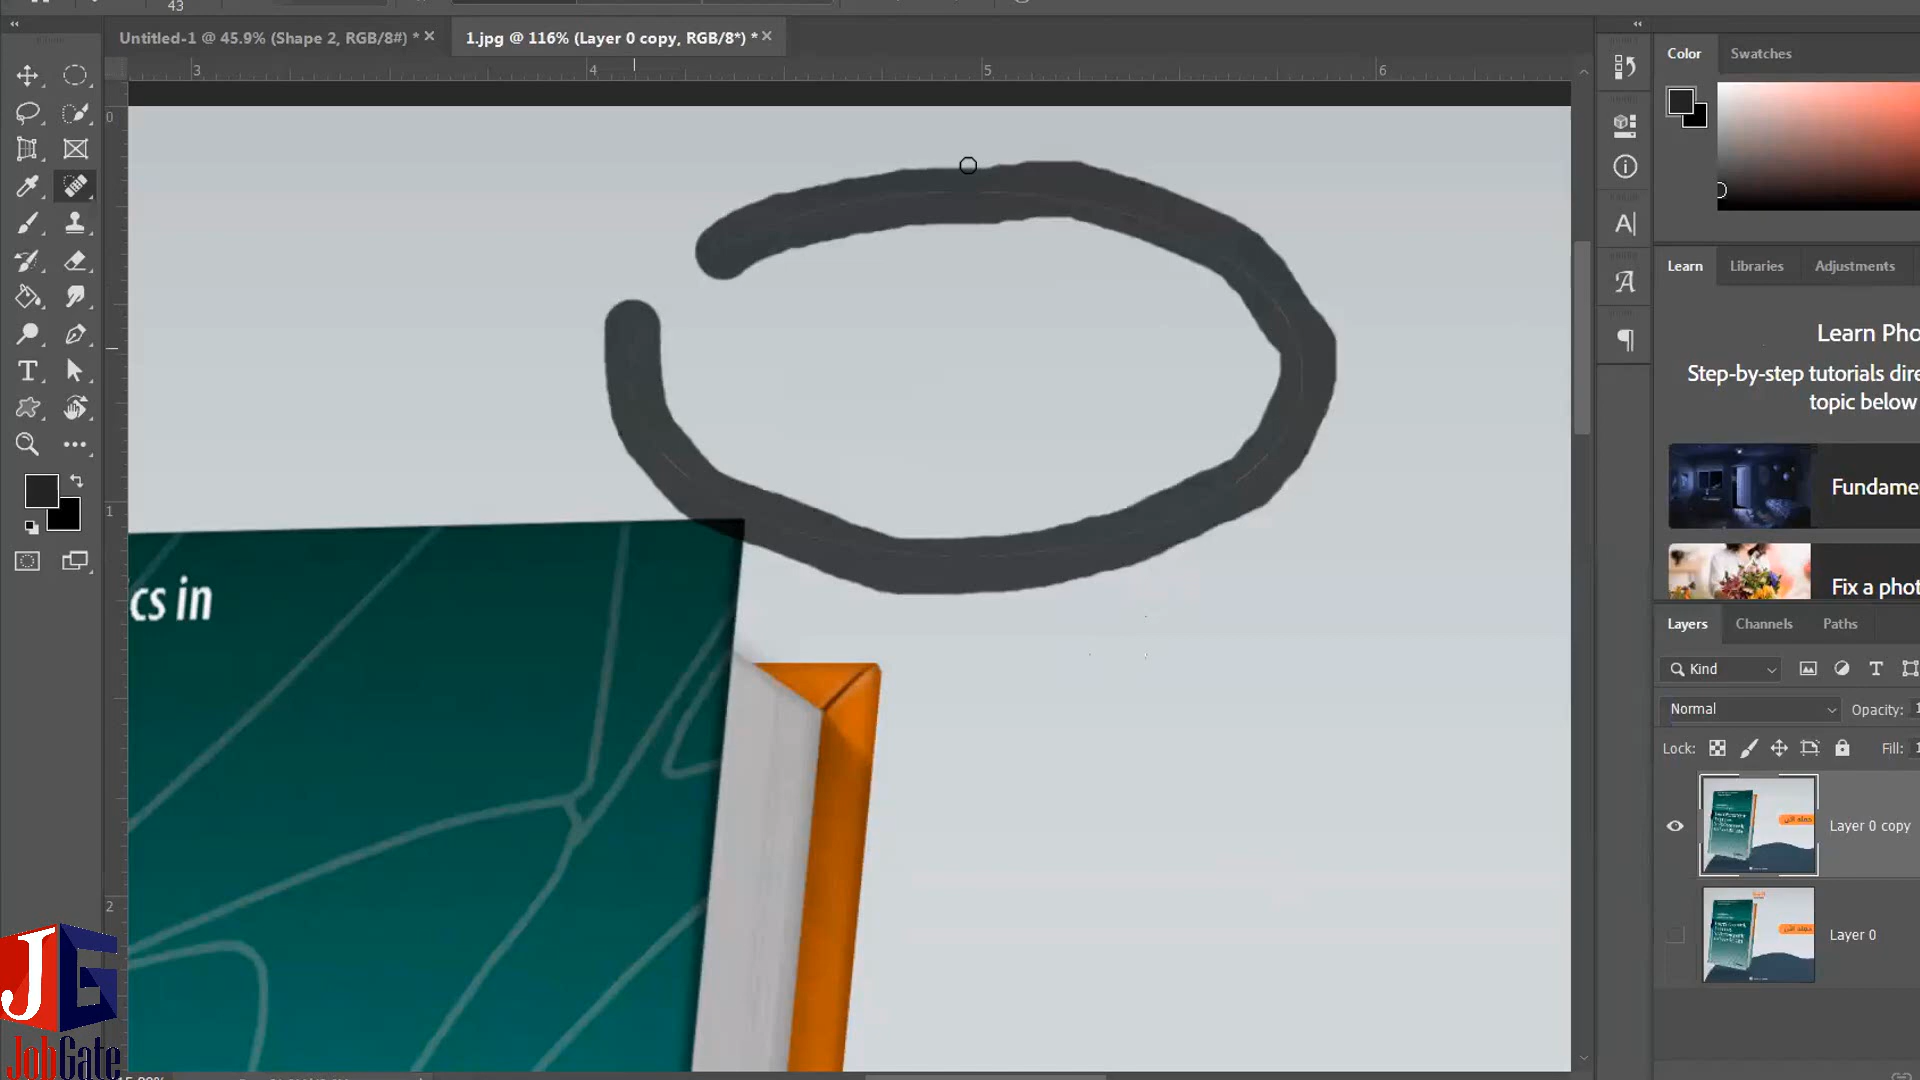 43
Untitled-1 @ 45.9% (Shape 2, RGB/8#) * ×
1.jpg @ 116% (Layer 0 copy, RGB/8*) * ×
3 4 5 6
0
1
2
cs in
Color Swatches
Learn Libraries Adjustments
Learn Pho
Step-by-step tutorials dire
topic below
Fundame
Fix a phot
Layers Channels Paths
Kind
Normal Opacity: 1
Lock: Fill: 1
Layer 0 copy
Layer 0
JG
JobGate